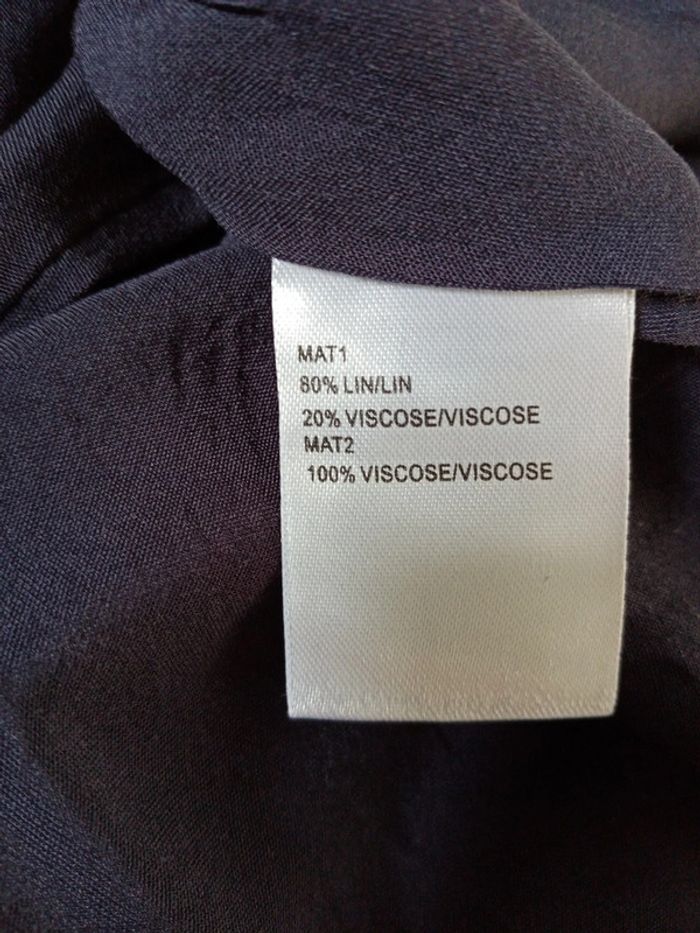 MAT1
80% LIN/LIN
20% VISCOSE/VISCOSE
MAT2
100% VISCOSE/VISCOSE